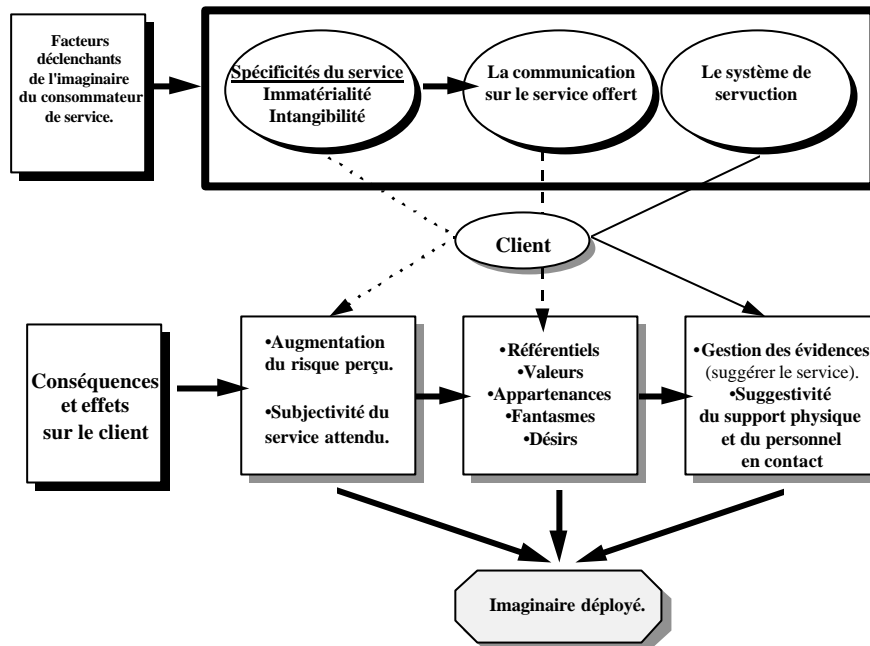 Facteurs
déclenchants
de l'imaginaire
du consommateur
de service.
Spécificités du service
Immatérialité
Intangibilité
La communication
sur le service offert
Le système de
servuction
Client
Conséquences
et effets
sur le client
•Augmentation
du risque perçu.
•Subjectivité du
service attendu.
•Référentiels
•Valeurs
•Appartenances
•Fantasmes
•Désirs
•Gestion des évidences
(suggérer le service).
•Suggestivité
du support physique
et du personnel
en contact
Imaginaire déployé.